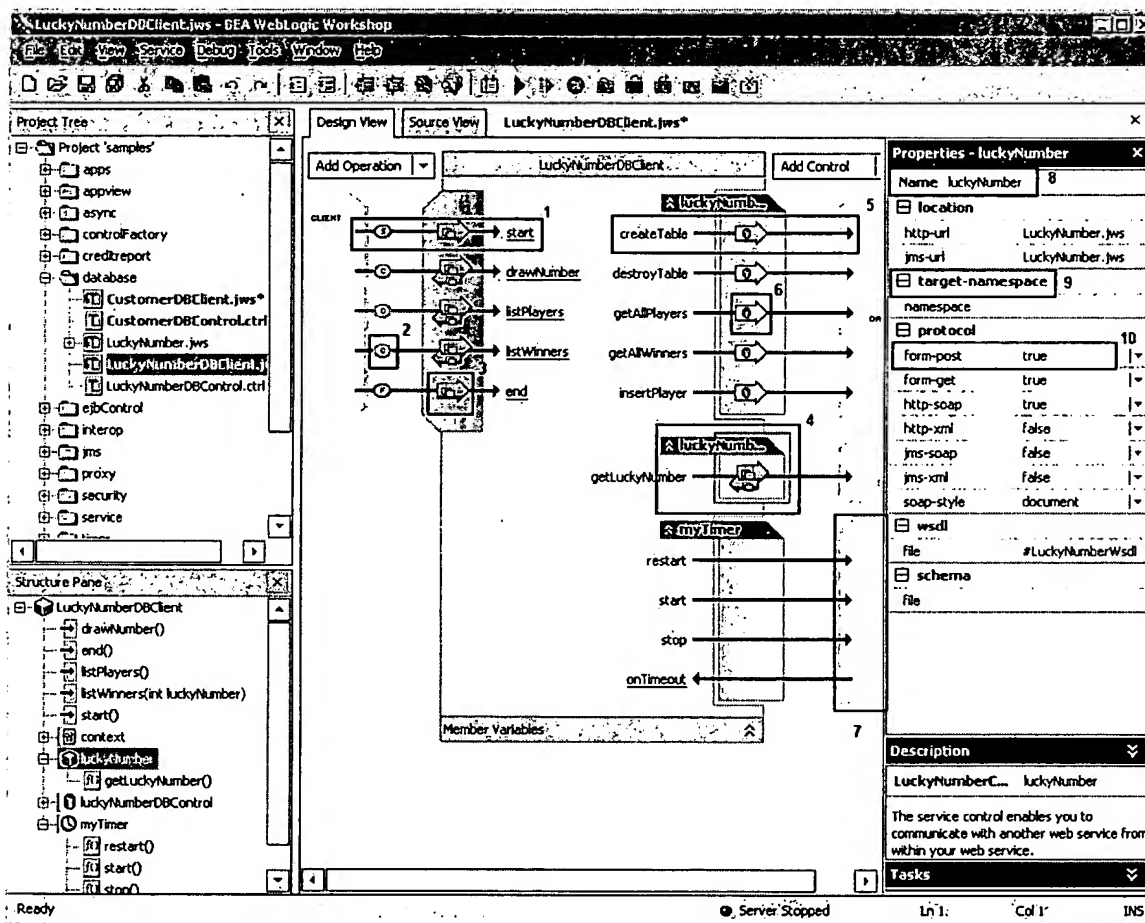 LuckyNumberDBClient.jws - BEA WebLogic Workshop
File Edit View Service Debug Tools Window Help
Project Tree
Project 'samples'
apps
appview
async
controlFactory
creditreport
database
CustomerDBClient.jws*
CustomerDBControl.ctrl
LuckyNumber.jws
LuckyNumberDBClient.j
LuckyNumberDBControl.ctrl
ejbControl
interop
jms
proxy
security
service
timer
Structure Pane
LuckyNumberDBClient
drawNumber()
end()
listPlayers()
listWinners(int luckyNumber)
start()
context
luckyNumber
getLuckyNumber()
luckyNumberDBControl
myTimer
restart()
start()
stop()
Design View Source View LuckyNumberDBClient.jws*
Add Operation LuckyNumberDBClient Add Control
CLIENT
1
S start
C drawNumber
C listPlayers
2
C listWinners
3
F end
luckyNumb...
5
createTable
destroyTable
6
getAllPlayers
getAllWinners
insertPlayer
4
luckyNumb...
getLuckyNumber
myTimer
restart
start
stop
onTimeout
7
Member Variables
Properties - luckyNumber
Name luckyNumber 8
location
http-url LuckyNumber.jws
jms-url LuckyNumber.jws
target-namespace 9
namespace
protocol 10
form-post true
form-get true
http-soap true
http-xml false
jms-soap false
jms-xml false
soap-style document
wsdl
file #LuckyNumberWsdl
schema
file
Description
LuckyNumberC... luckyNumber
The service control enables you to
communicate with another web service from
within your web service.
Tasks
Ready Server Stopped Ln 1: Col 1 INS